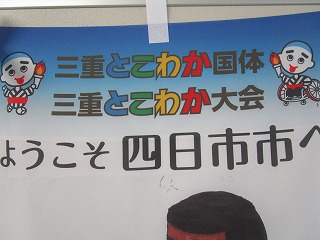 三重とこわか国体
三重とこわか大会
ようこそ 四日市市へ